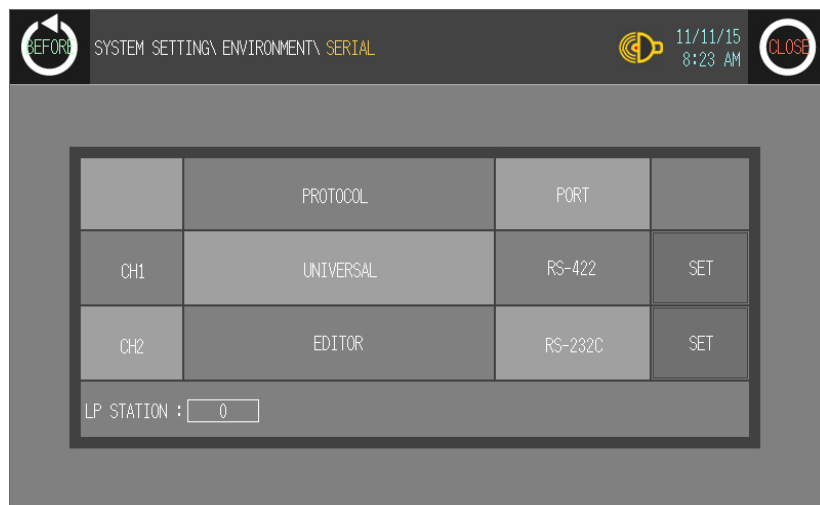 BEFORE SYSTEM SETTING\ ENVIRONMENT\ SERIAL 11/11/15 CLOSE
8:23 AM
PROTOCOL PORT
CH1 UNIVERSAL RS-422 SET
CH2 EDITOR RS-232C SET
LP STATION : 0